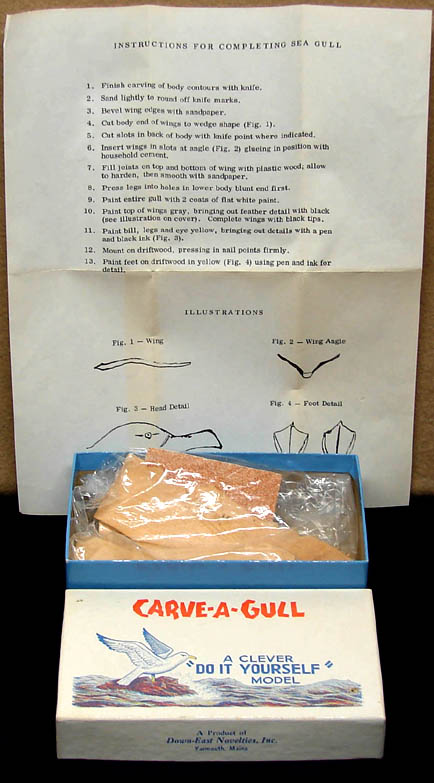 INSTRUCTIONS FOR COMPLETING SEA GULL
1. Finish carving of body contours with knife.
2. Sand lightly to round off knife marks.
3. Bevel wing edges with sandpaper.
4. Cut body end of wings to wedge shape (Fig. 1).
5. Cut slots in back of body with knife point where indicated.
6. Insert wings in slots at angle (Fig. 2) glueing in position with
household cement.
7. Fill joists on top and bottom of wing with plastic wood; allow
to harden, then smooth with sandpaper.
8. Press legs into holes in lower body blunt end first.
9. Paint entire gull with 2 coats of flat white paint.
10. Paint top of wings gray, bringing out feather detail with black
(see illustration on cover). Complete wings with black tips.
11. Paint bill, legs and eye yellow, bringing out details with a pen
and black ink (Fig. 3).
12. Mount on driftwood, pressing in nail points firmly.
13. Paint feet on driftwood in yellow (Fig. 4) using pen and ink for
detail.
ILLUSTRATIONS
Fig. 1 — Wing
Fig. 2 — Wing Angle
Fig. 3 — Head Detail
Fig. 4 — Foot Detail
CARVE-A-GULL
A CLEVER
"DO IT YOURSELF"
MODEL
A Product of
Down-East Novelties, Inc.
Yarmouth, Maine